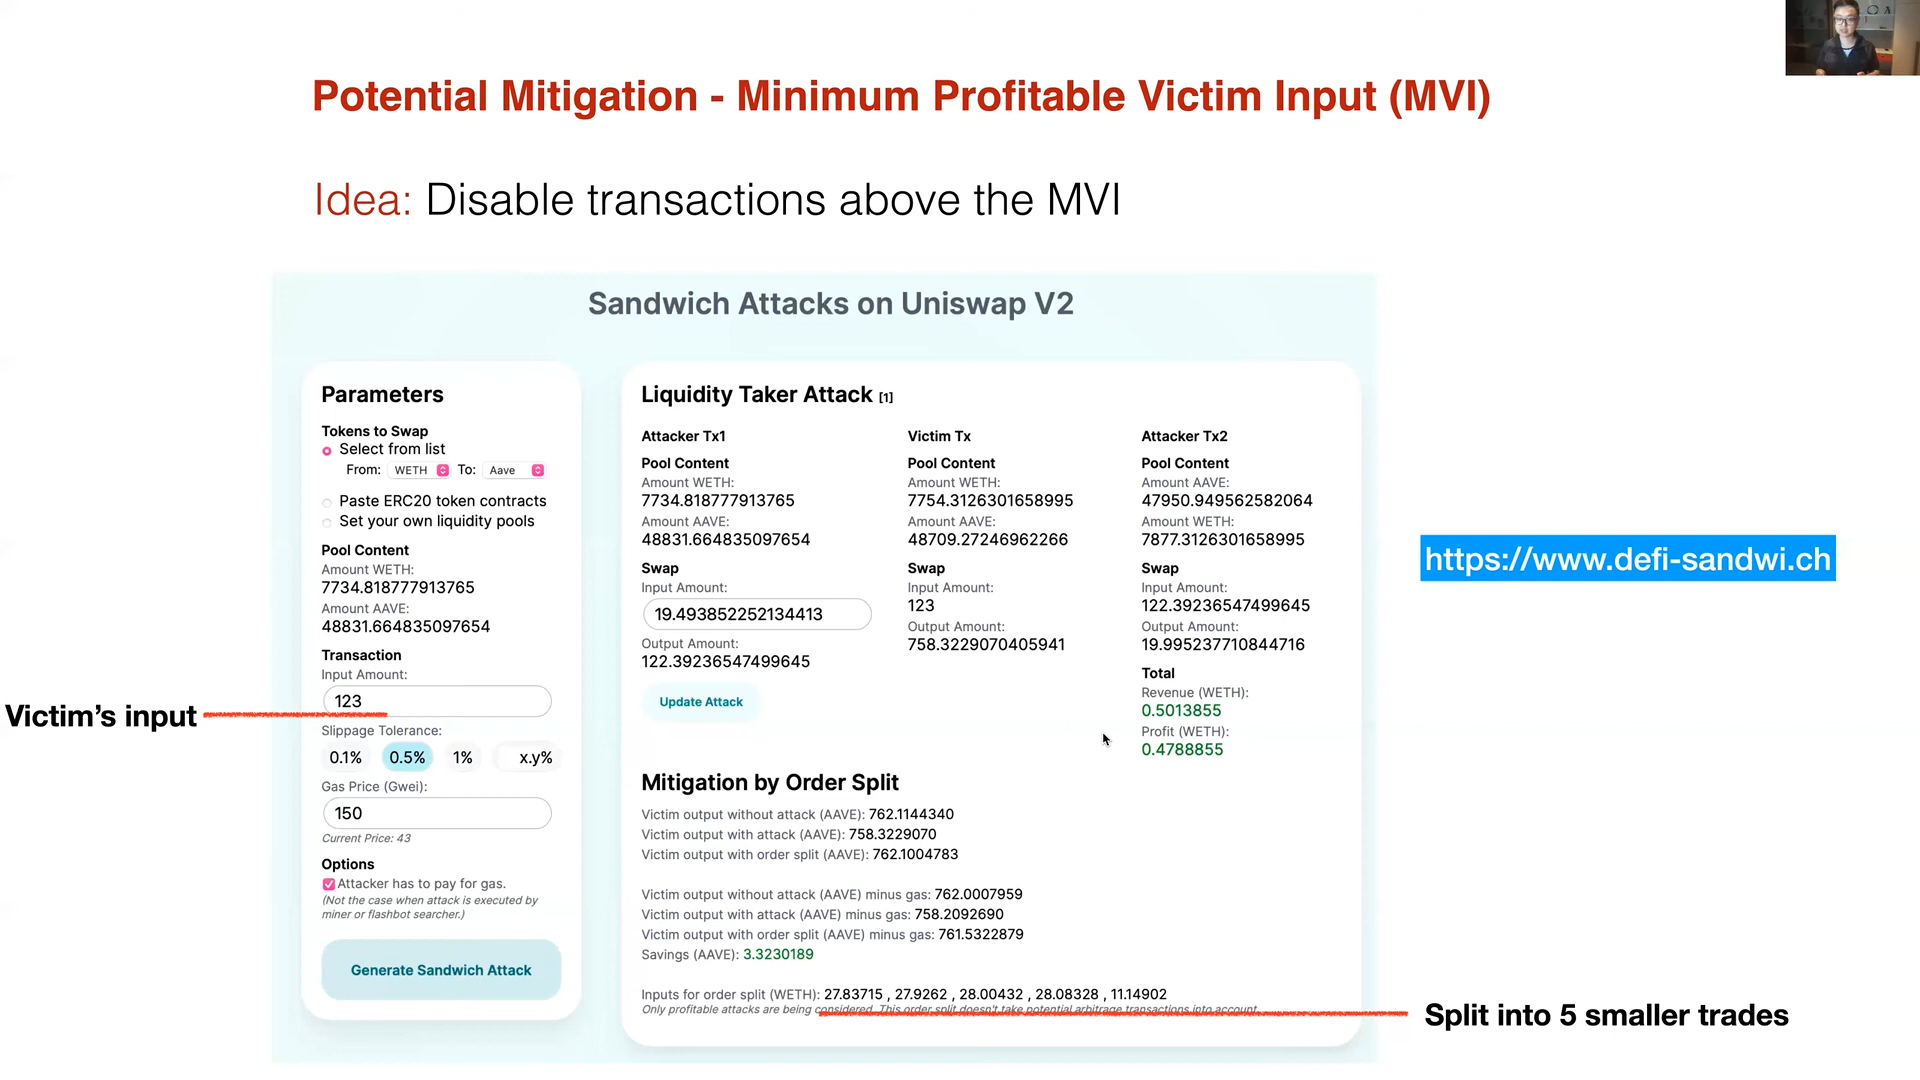 Potential Mitigation - Minimum Profitable Victim Input (MVI)
Idea: Disable transactions above the MVI
Sandwich Attacks on Uniswap V2
Parameters
Tokens to Swap
Select from list
From: WETH To: Aave
Paste ERC20 token contracts
Set your own liquidity pools
Pool Content
Amount WETH:
7734.818777913765
Amount AAVE:
48831.664835097654
Transaction
Input Amount:
123
Victim's input
Slippage Tolerance:
0.1% 0.5% 1% x.y%
Gas Price (Gwei):
150
Current Price: 43
Options
Attacker has to pay for gas.
(Not the case when attack is executed by
miner or flashbot searcher.)
Generate Sandwich Attack
Liquidity Taker Attack [1]
Attacker Tx1
Pool Content
Amount WETH:
7734.818777913765
Amount AAVE:
48831.664835097654
Swap
Input Amount:
19.493852252134413
Output Amount:
122.39236547499645
Update Attack
Victim Tx
Pool Content
Amount WETH:
7754.3126301658995
Amount AAVE:
48709.27246962266
Swap
Input Amount:
123
Output Amount:
758.3229070405941
Attacker Tx2
Pool Content
Amount AAVE:
47950.949562582064
Amount WETH:
7877.3126301658995
Swap
Input Amount:
122.39236547499645
Output Amount:
19.995237710844716
Total
Revenue (WETH):
0.5013855
Profit (WETH):
0.4788855
Mitigation by Order Split
Victim output without attack (AAVE): 762.1144340
Victim output with attack (AAVE): 758.3229070
Victim output with order split (AAVE): 762.1004783
Victim output without attack (AAVE) minus gas: 762.0007959
Victim output with attack (AAVE) minus gas: 758.2092690
Victim output with order split (AAVE) minus gas: 761.5322879
Savings (AAVE): 3.3230189
Inputs for order split (WETH): 27.83715 , 27.9262 , 28.00432 , 28.08328 , 11.14902
Only profitable attacks are being considered. This order split doesn't take potential arbitrage transactions into account.
https://www.defi-sandwi.ch
Split into 5 smaller trades